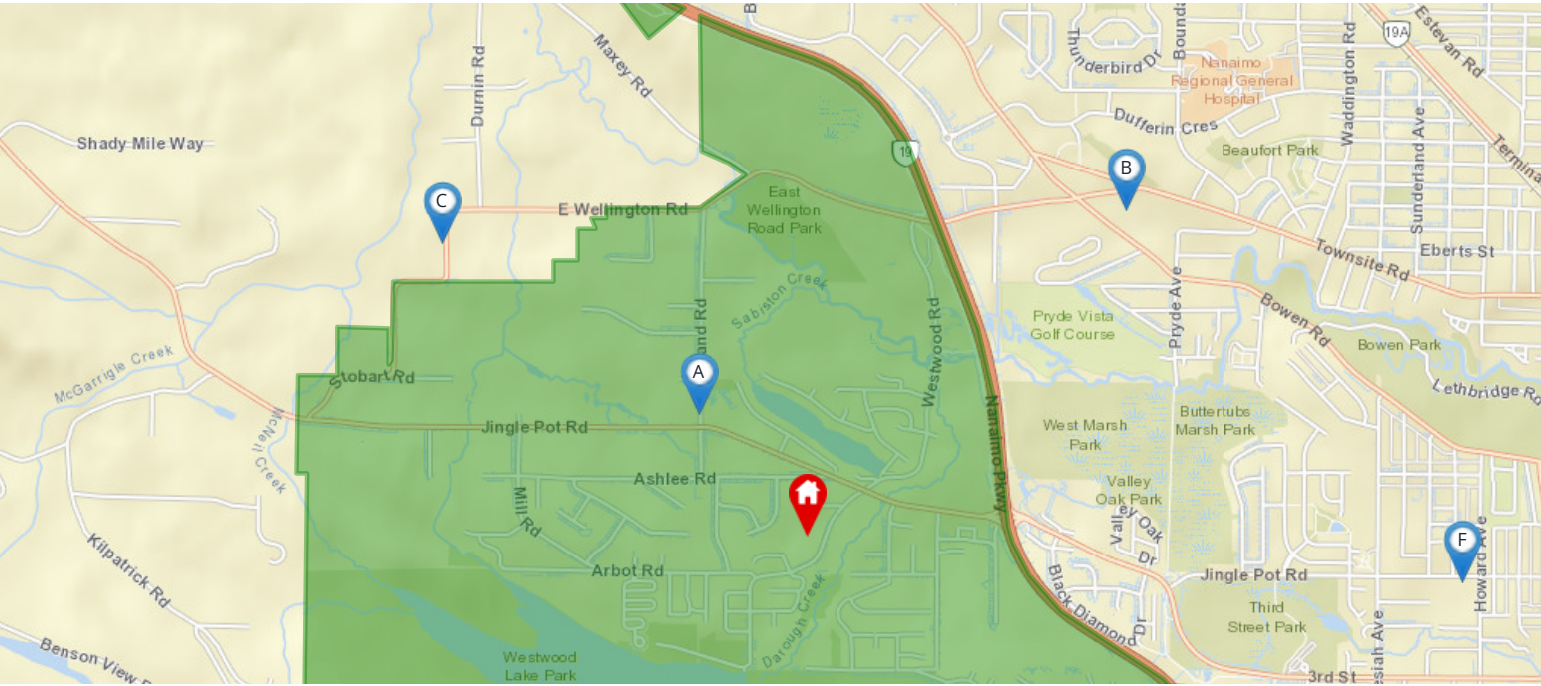 19A
Estevan Rd
Thunderbird Dr
Waddington Rd
Durnin Rd
Maxey Rd
Nanaimo
Regional General
Hospital
Sunderland Ave
Dufferin Cres
Shady Mile Way
19
Beaufort Park
B
C
East
Wellington
Road Park
E Wellington Rd
Townsite Rd
Eberts St
Sabiston Creek
Pryde Ave
Bowen Rd
Pryde Vista
Golf Course
Westwood Rd
Bowen Park
McGarrigle Creek
Stobart Rd
A
Lethbridge Rd
Nanaimo Pkwy
West Marsh
Park
Buttertubs
Marsh Park
McNeil Creek
Jingle Pot Rd
Ashlee Rd
Valley
Oak Park
Mill Rd
Valley Oak Dr
F
Howard Ave
Kilpatrick Rd
Arbot Rd
Jingle Pot Rd
Black Diamond Dr
Darough Creek
Third
Street Park
Benson View
Westwood
Lake Park
3rd St